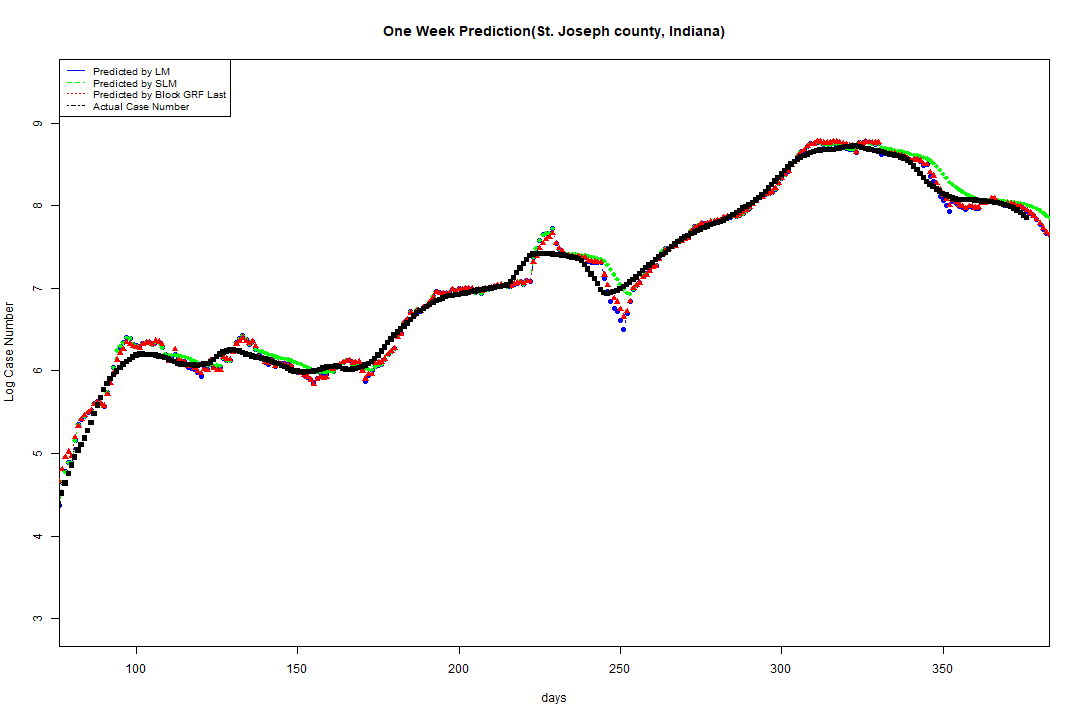 One Week Prediction(St. Joseph county, Indiana)
Predicted by LM
Predicted by SLM
Predicted by Block GRF Last
Actual Case Number
9
8
7
6
5
4
3
Log Case Number
100 150 200 250 300 350
days